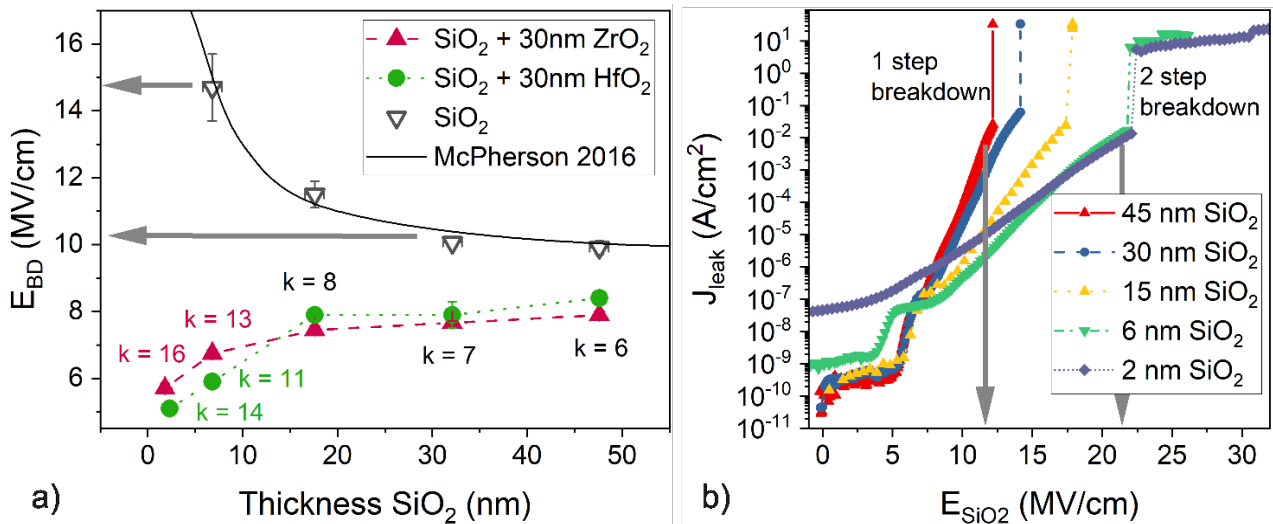 16
14
12
10
8
6
E_BD (MV/cm)
SiO₂ + 30nm ZrO₂
SiO₂ + 30nm HfO₂
SiO₂
McPherson 2016
k = 8
k = 13
k = 16
k = 11
k = 14
k = 7
k = 6
0 10 20 30 40 50
a) Thickness SiO₂ (nm)
b)
10¹
10⁰
10⁻¹
10⁻²
10⁻³
10⁻⁴
10⁻⁵
10⁻⁶
10⁻⁷
10⁻⁸
10⁻⁹
10⁻¹⁰
10⁻¹¹
J_leak (A/cm²)
1 step
breakdown
2 step
breakdown
45 nm SiO₂
30 nm SiO₂
15 nm SiO₂
6 nm SiO₂
2 nm SiO₂
0 5 10 15 20 25 30
E_SiO2 (MV/cm)